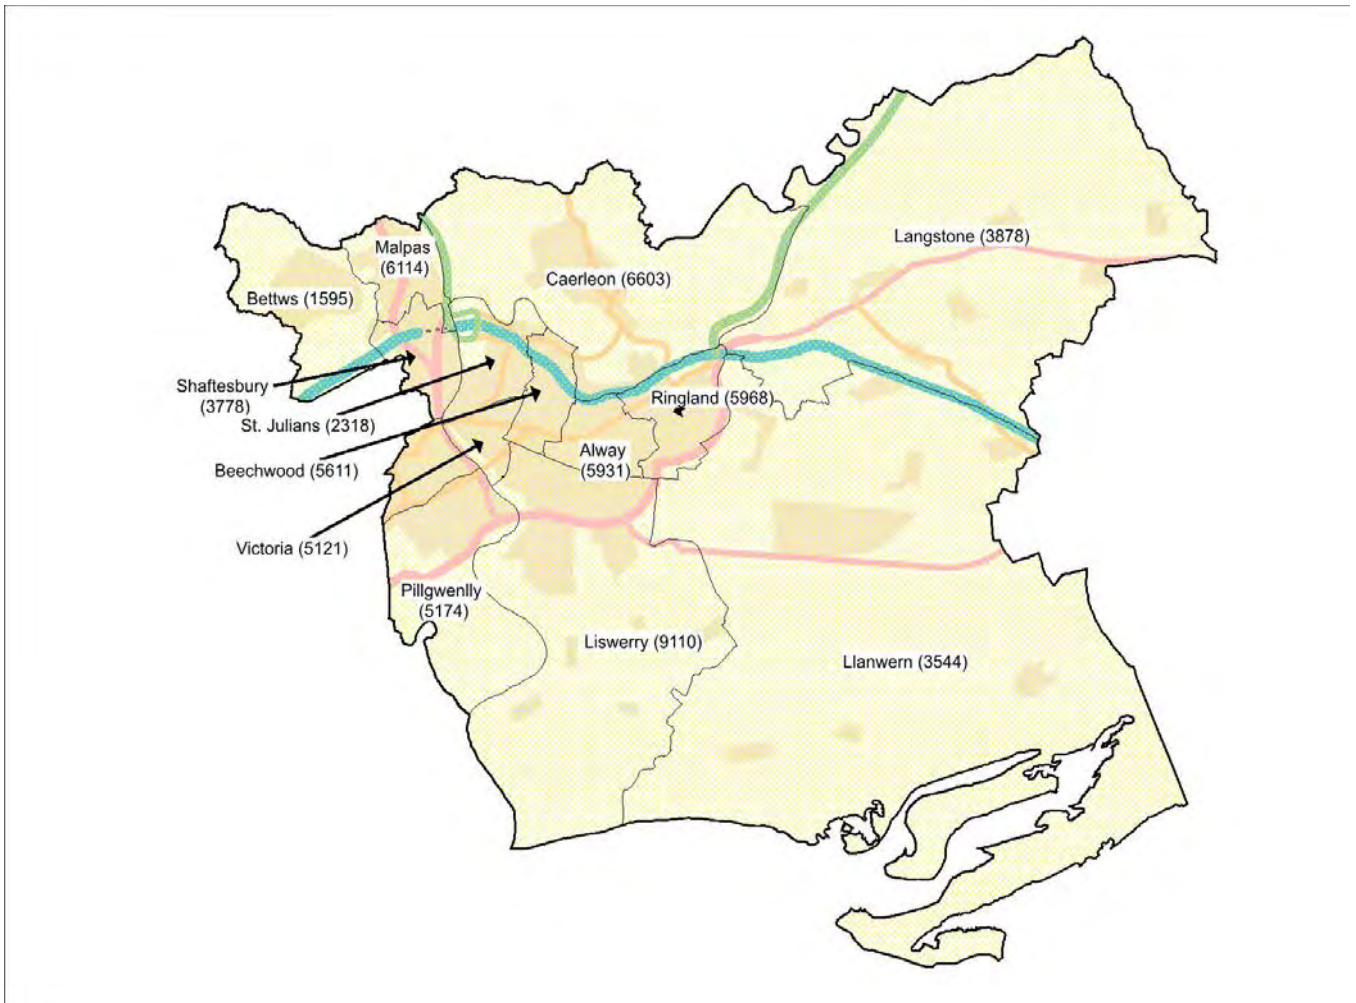 Langstone (3878)
Malpas
(6114)
Caerleon (6603)
Bettws (1595)
Shaftesbury
(3778)
St. Julians (2318)
Ringland (5968)
Beechwood (5611)
Alway
(5931)
Victoria (5121)
Pillgwenlly
(5174)
Liswerry (9110)
Llanwern (3544)